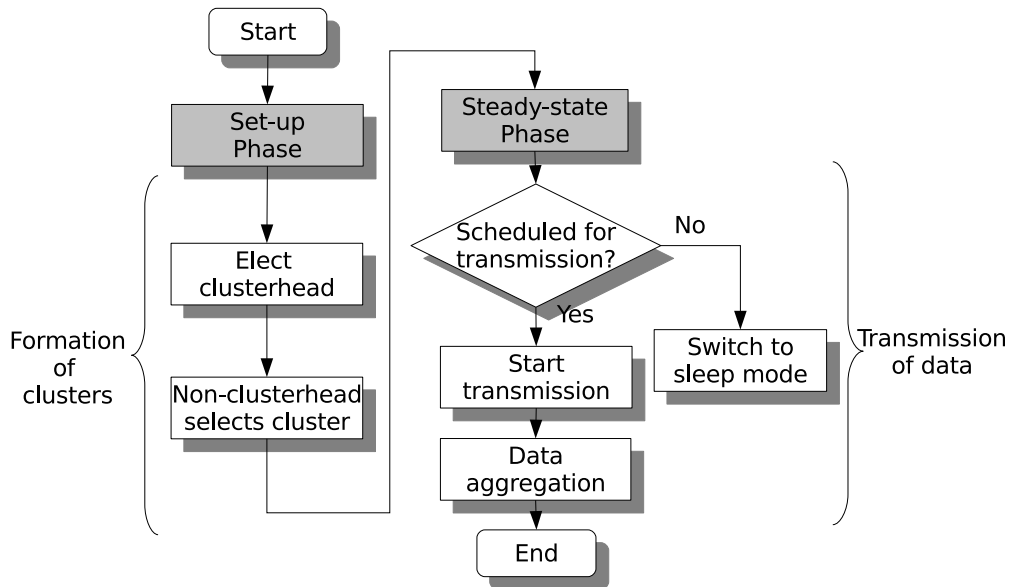 Start
Set-up
Phase
Elect
clusterhead
Non-clusterhead
selects cluster
Formation
of
clusters
Steady-state
Phase
Scheduled for
transmission?
No
Yes
Start
transmission
Switch to
sleep mode
Data
aggregation
End
Transmission
of data